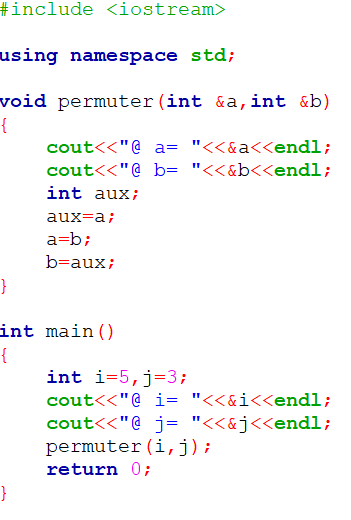 #include <iostream>
using namespace std;
void permuter(int &a,int &b)
{
cout<<"@ a= "<<&a<<endl;
cout<<"@ b= "<<&b<<endl;
int aux;
aux=a;
a=b;
b=aux;
}
int main()
{
int i=5,j=3;
cout<<"@ i= "<<&i<<endl;
cout<<"@ j= "<<&j<<endl;
permuter(i,j);
return 0;
}